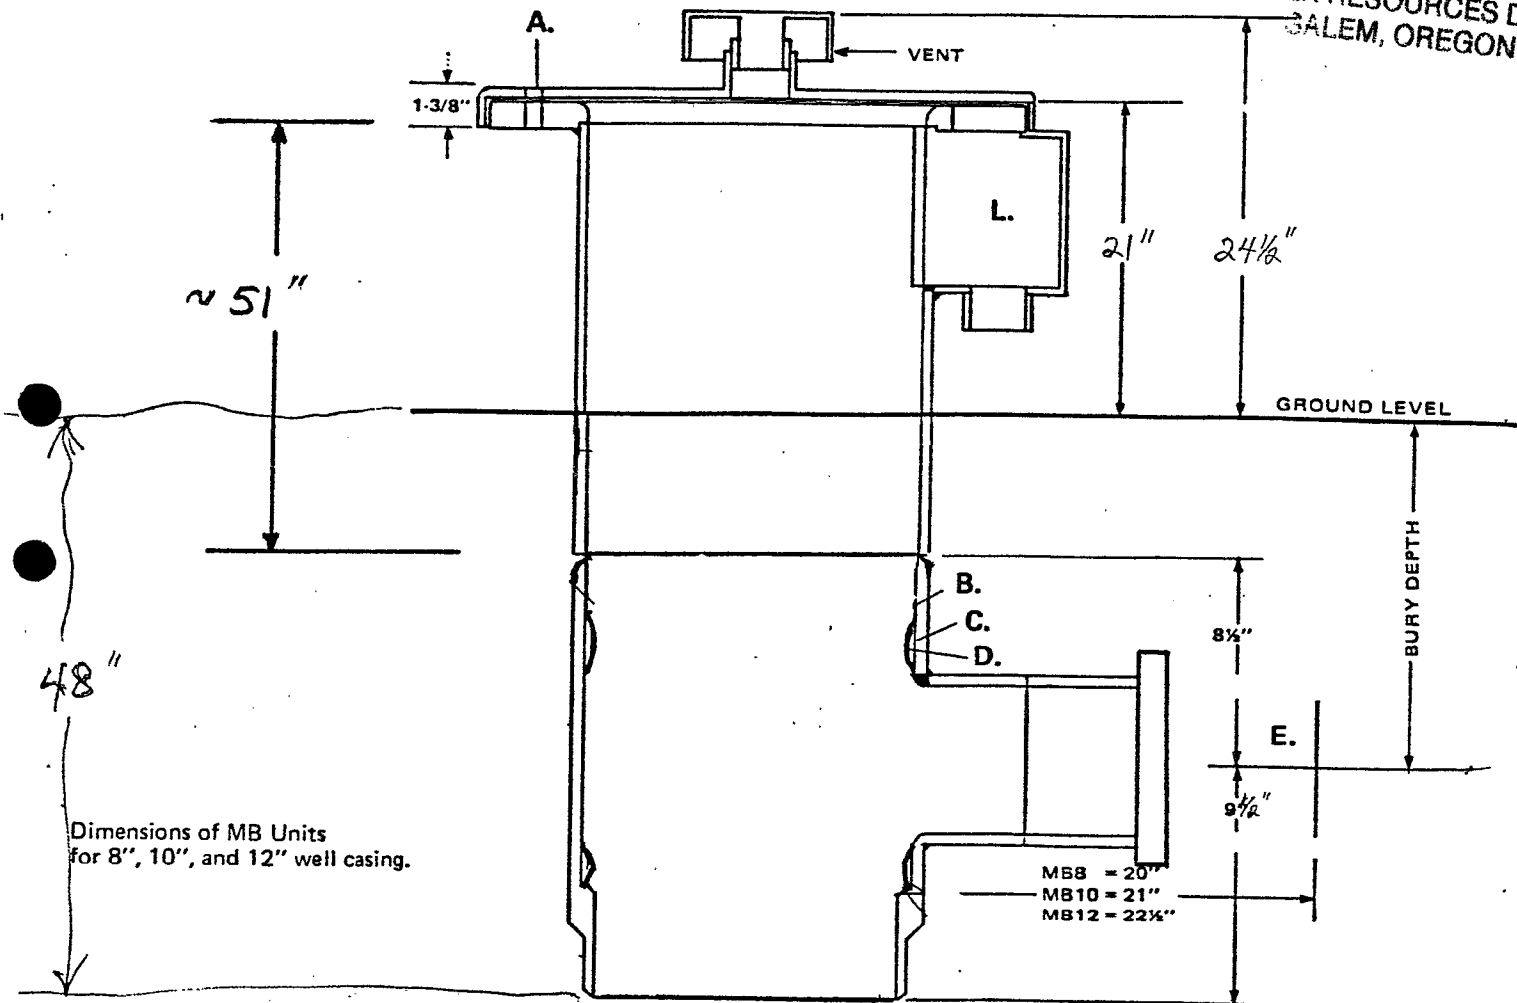 RESOURCES
SALEM, OREGON
A.
VENT
1-3/8"
L.
21"
24½"
~ 51"
GROUND LEVEL
BURY DEPTH
B.
C.
D.
8½"
48"
E.
9½"
Dimensions of MB Units
for 8", 10", and 12" well casing.
MB8 = 20"
MB10 = 21"
MB12 = 22½"